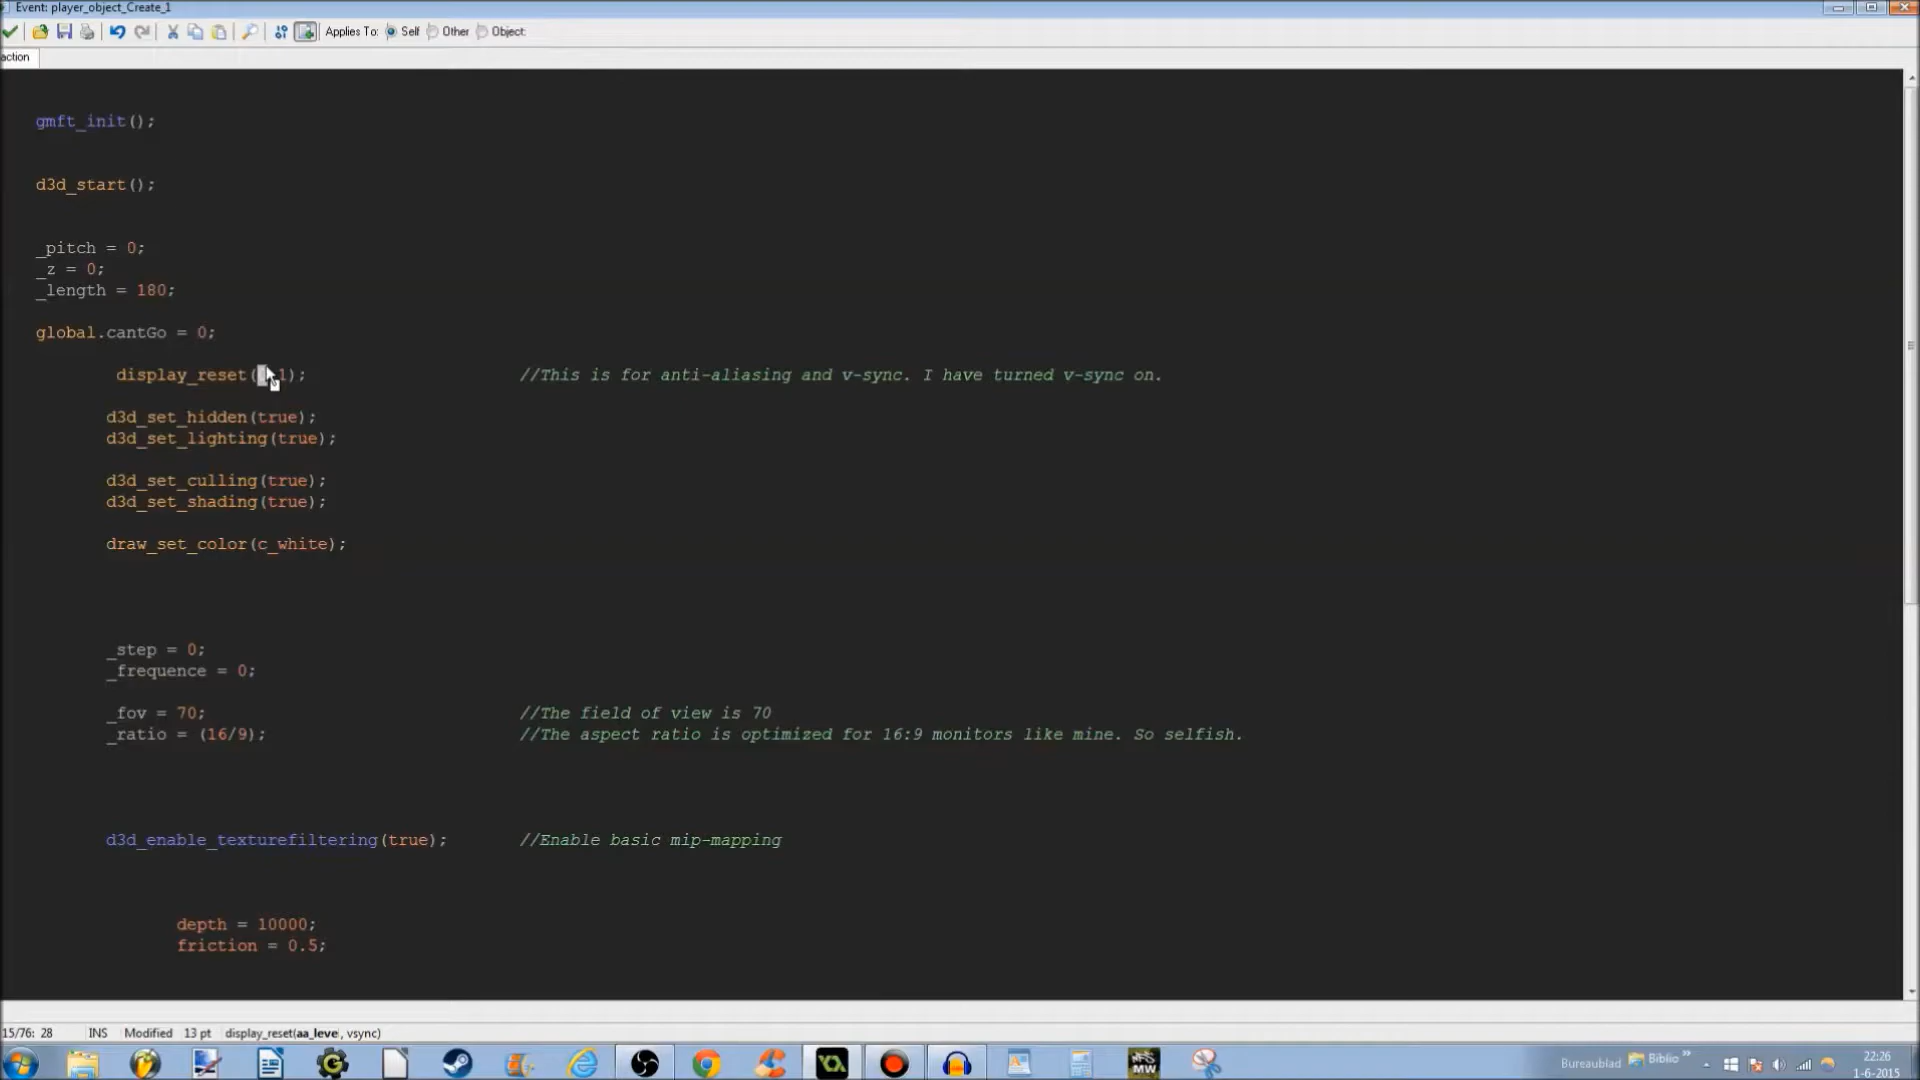 Event: player_object_Create_1
Applies To: Self Other Object:
action
gmft_init();
d3d_start();
_pitch = 0;
_z = 0;
_length = 180;
global.cantGo = 0;
display_reset( 1); //This is for anti-aliasing and v-sync. I have turned v-sync on.
d3d_set_hidden(true);
d3d_set_lighting(true);
d3d_set_culling(true);
d3d_set_shading(true);
draw_set_color(c_white);
_step = 0;
_frequence = 0;
_fov = 70; //The field of view is 70
_ratio = (16/9); //The aspect ratio is optimized for 16:9 monitors like mine. So selfish.
d3d_enable_texturefiltering(true); //Enable basic mip-mapping
depth = 10000;
friction = 0.5;
15/76: 28 INS Modified 13 pt display_reset(aa_leve , vsync)
MW
Bureaublad Biblio » 22:26
1-6-2015